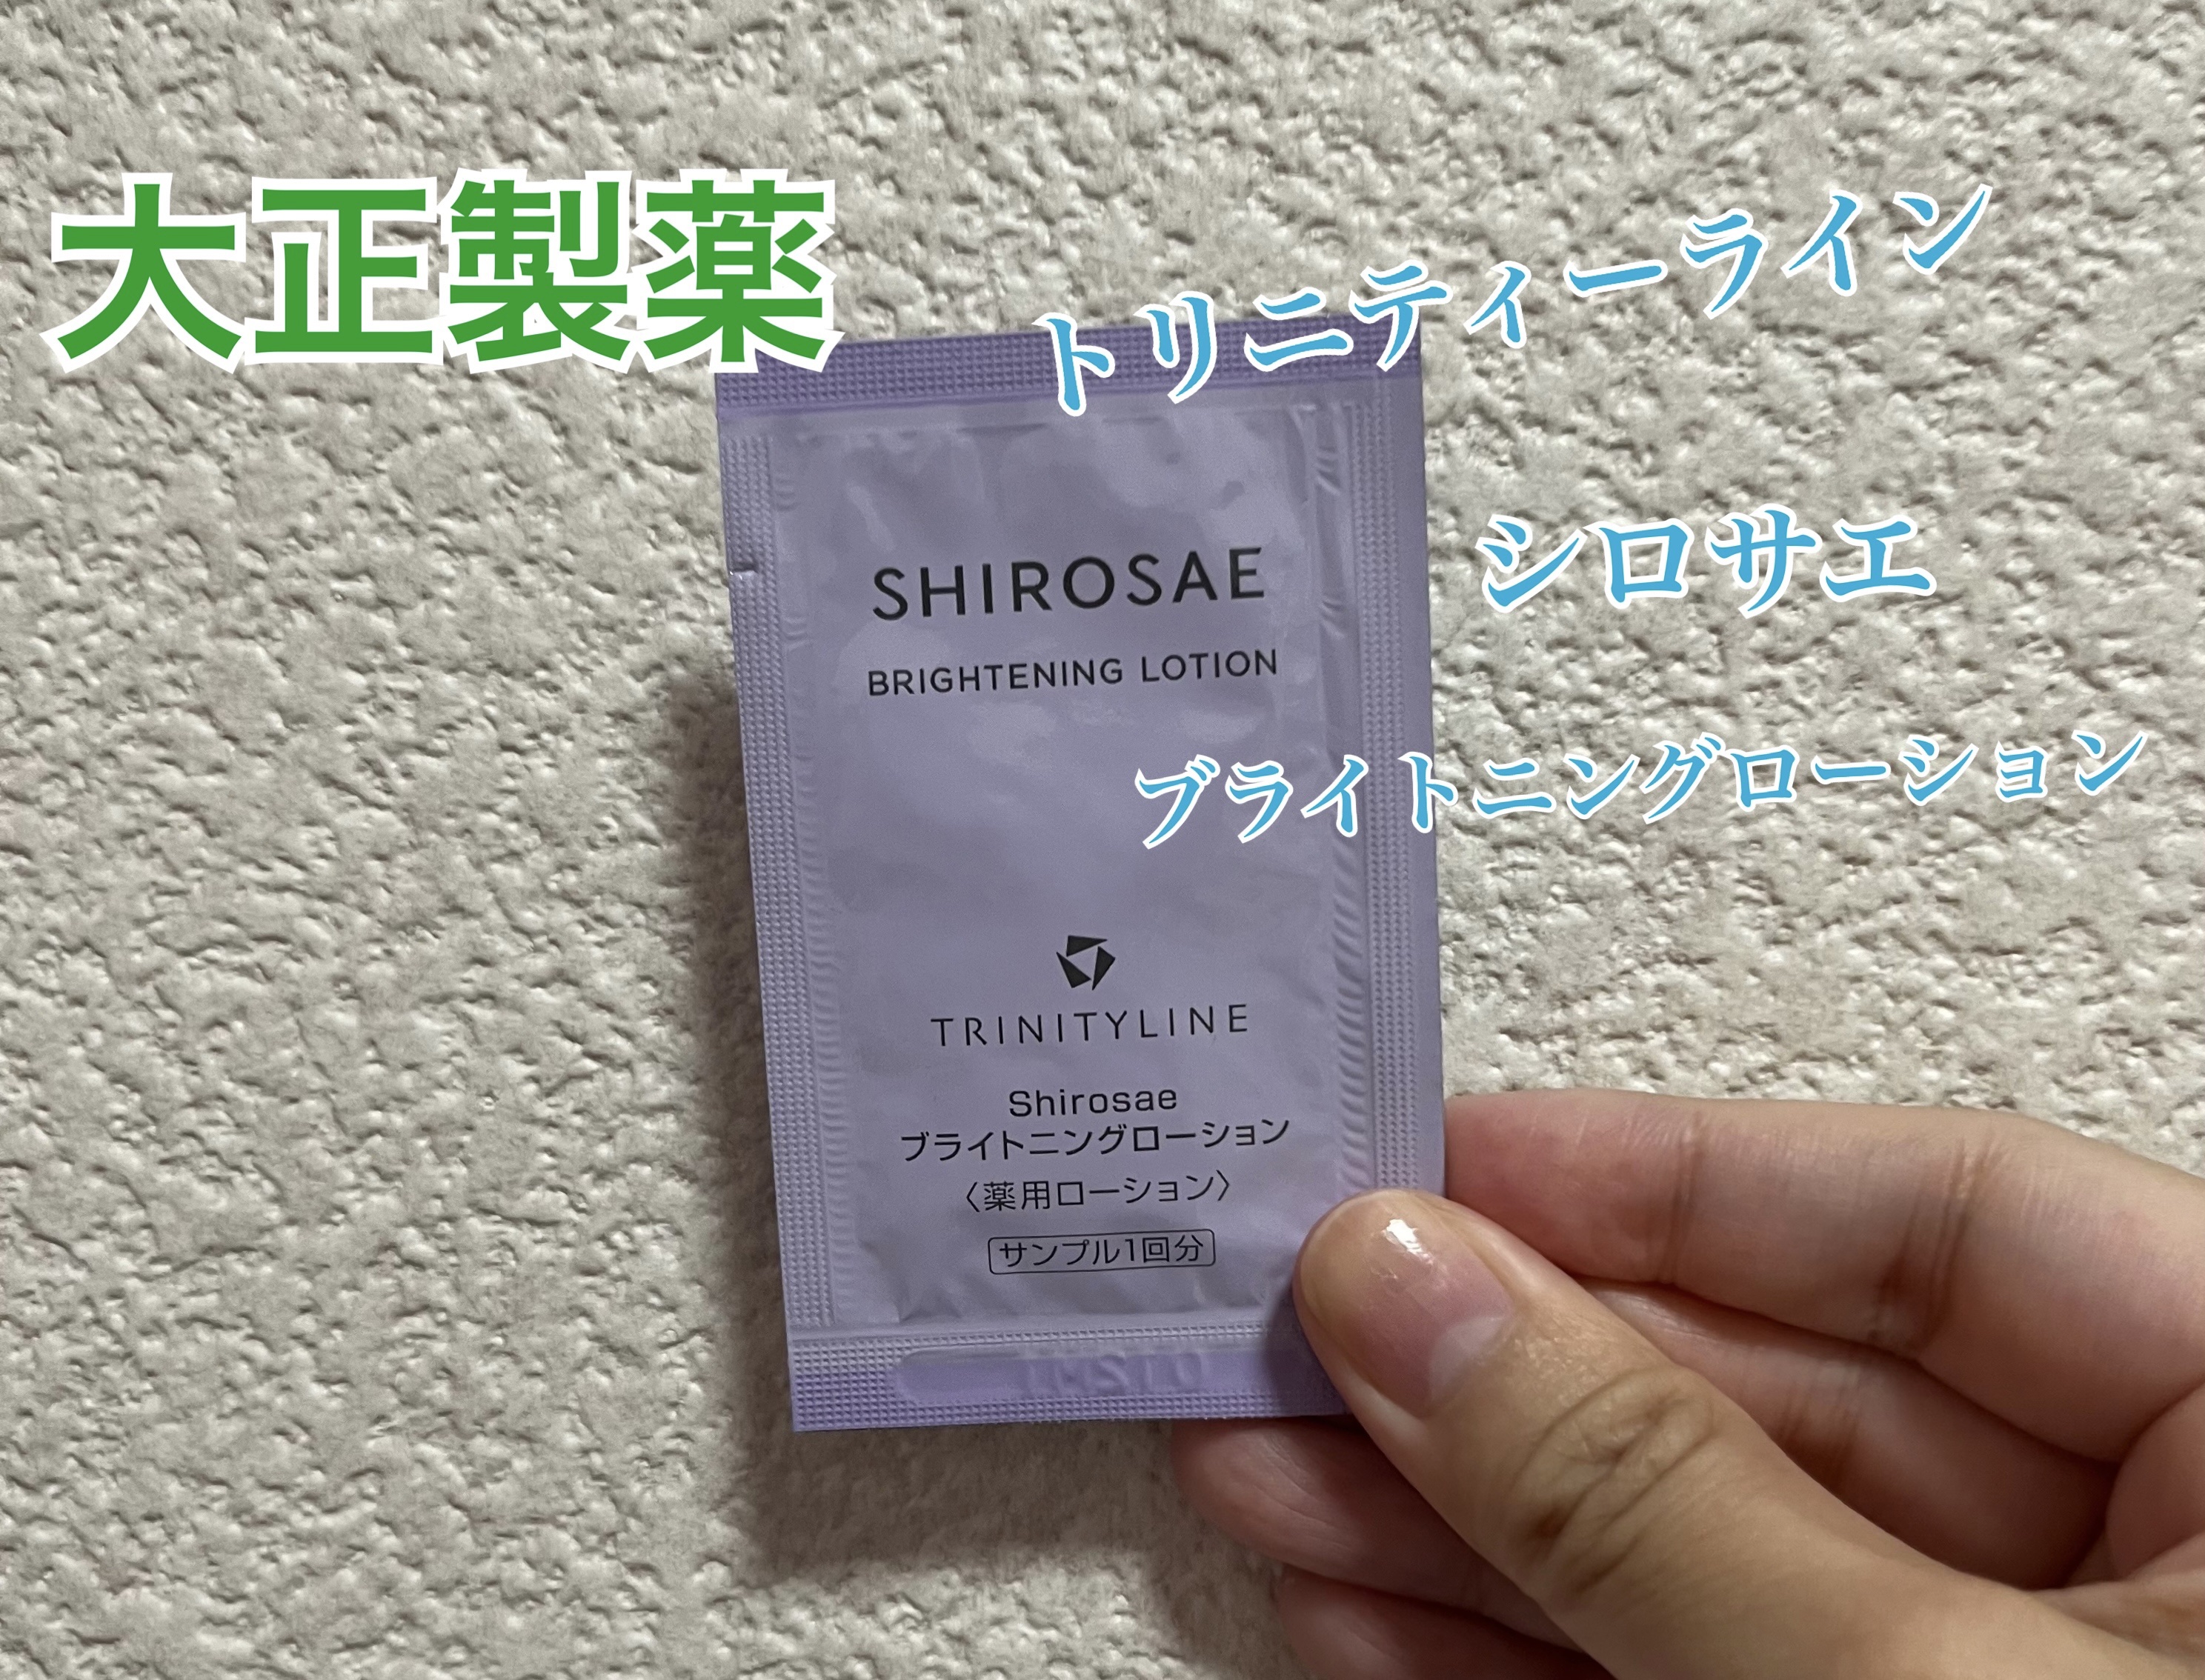 大正製薬
トリニティーライン
シロサエ
ブライトニングローション
SHIROSAE
BRIGHTENING LOTION
TRINITYLINE
Shirosae
ブライトニングローション
〈薬用ローション〉
サンプル1回分